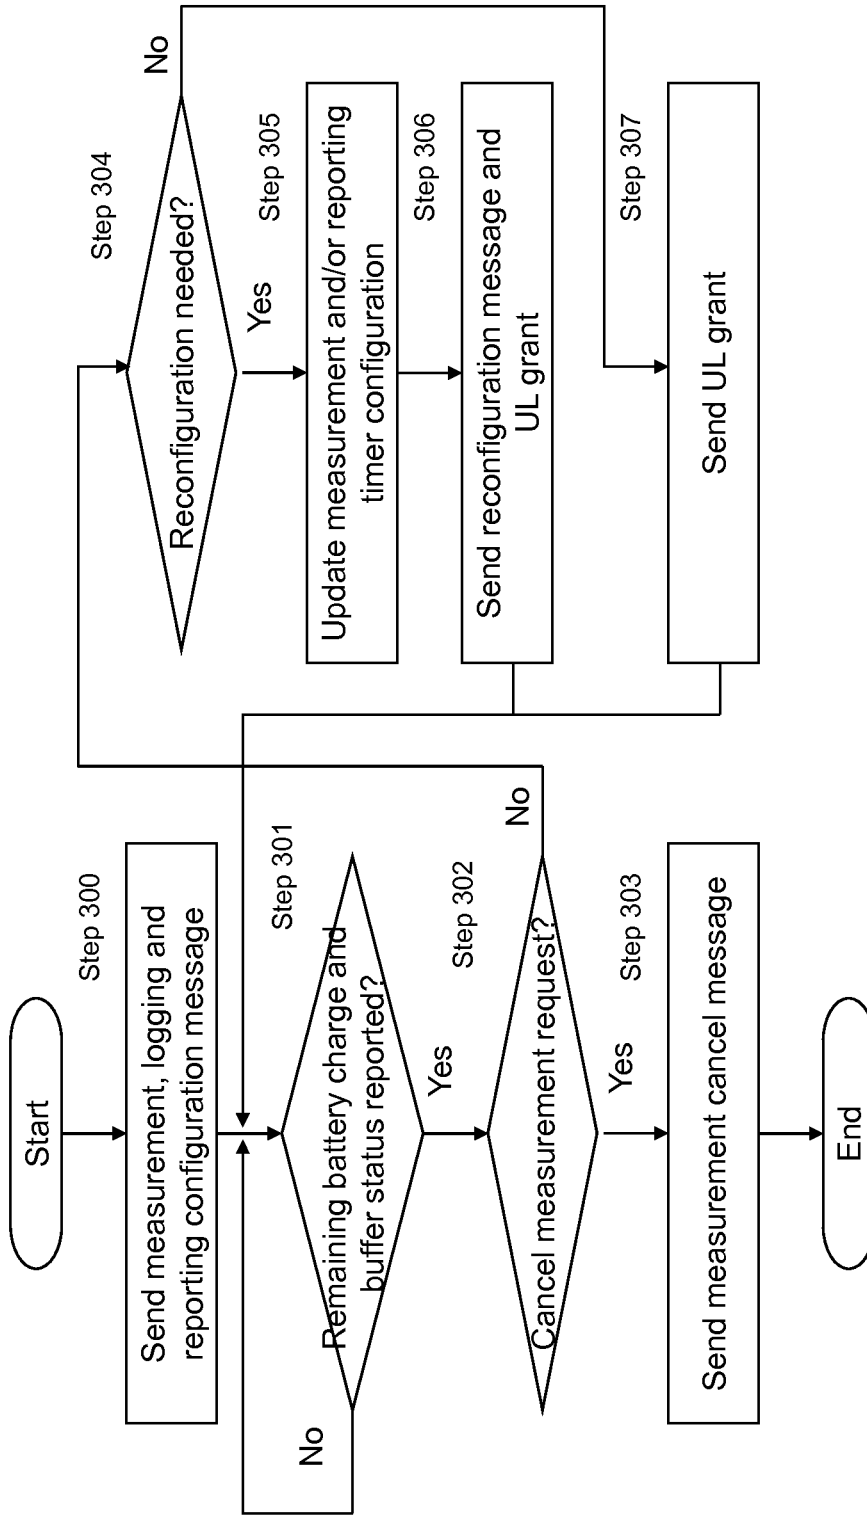 Start
Step 300
Send measurement, logging and
reporting configuration message
Step 301
Remaining battery charge and
buffer status reported?
No
Yes
Step 302
Cancel measurement request?
No
Yes
Step 303
Send measurement cancel message
End
Step 304
Reconfiguration needed?
No
Yes
Step 305
Update measurement and/or reporting
timer configuration
Step 306
Send reconfiguration message and
UL grant
Step 307
Send UL grant